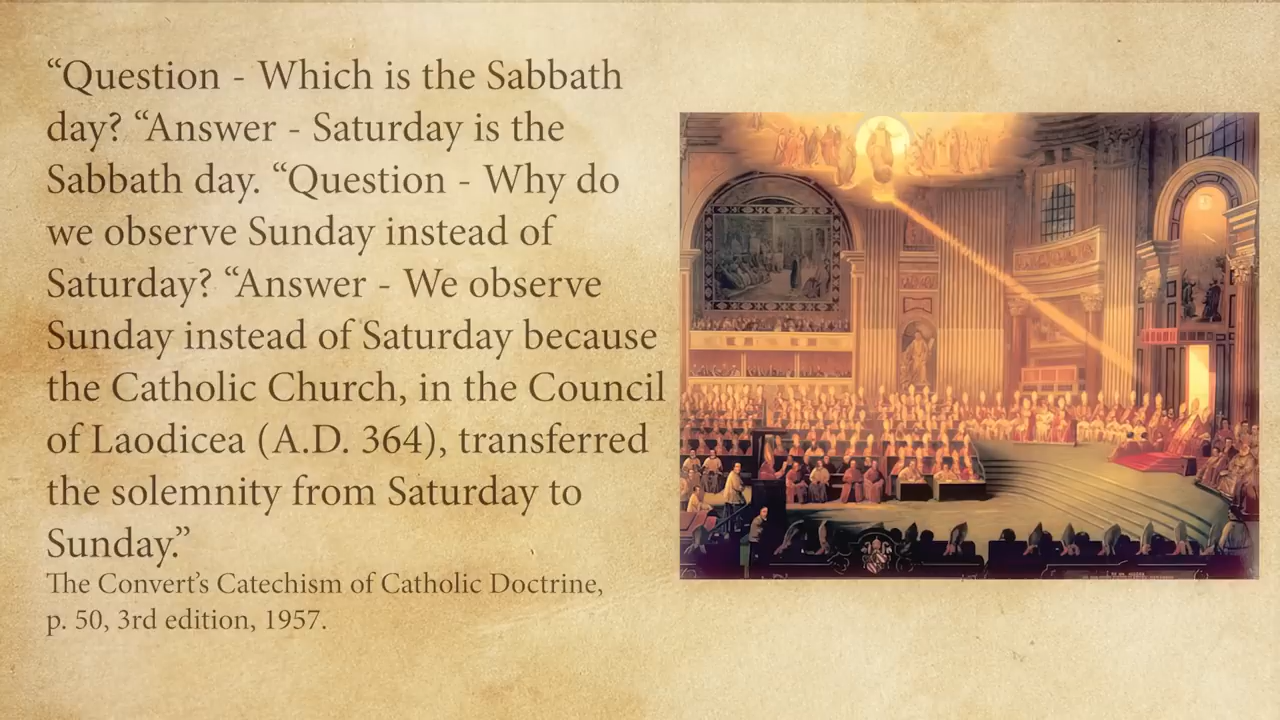 “Question - Which is the Sabbath
day? “Answer - Saturday is the
Sabbath day. “Question - Why do
we observe Sunday instead of
Saturday? “Answer - We observe
Sunday instead of Saturday because
the Catholic Church, in the Council
of Laodicea (A.D. 364), transferred
the solemnity from Saturday to
Sunday.”
The Convert’s Catechism of Catholic Doctrine,
p. 50, 3rd edition, 1957.